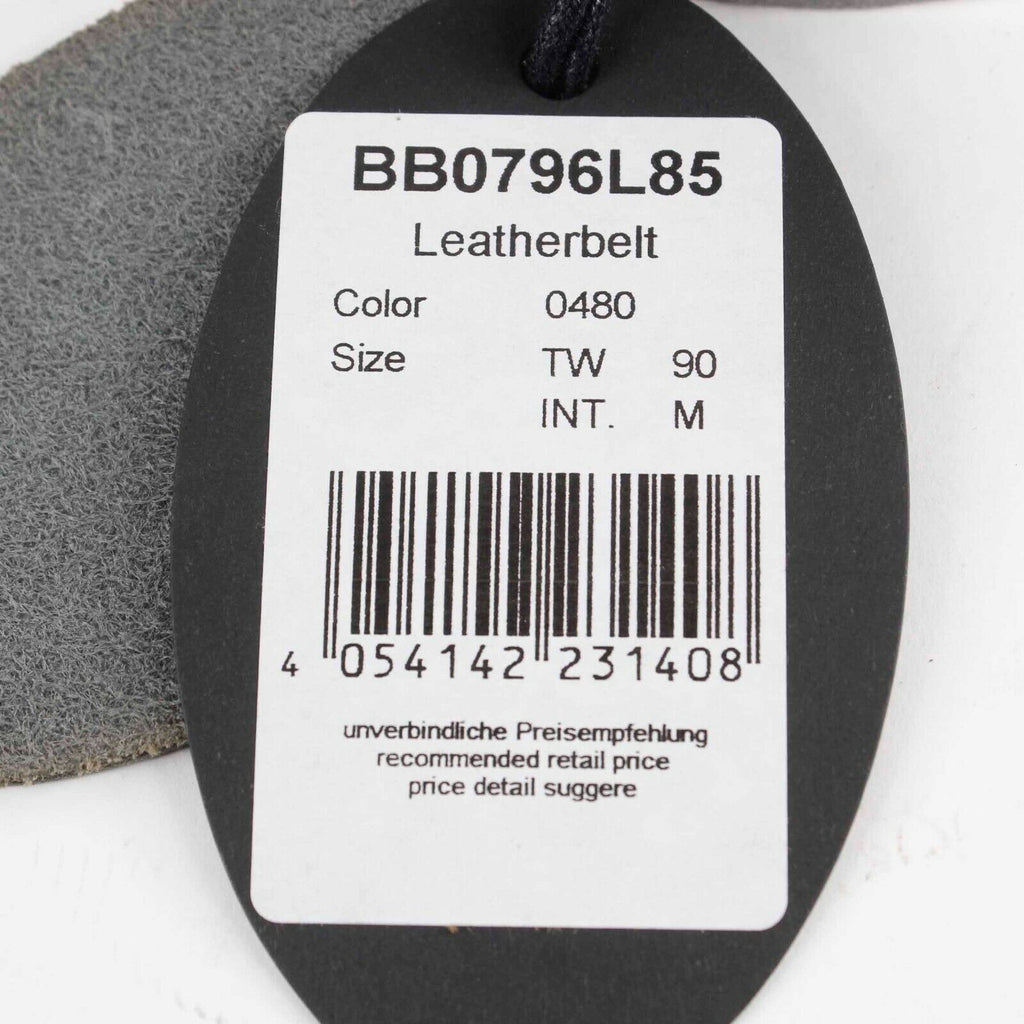 BB0796L85
Leatherbelt
Color 0480
Size TW 90
INT. M
4 054142 231408
unverbindliche Preisempfehlung
recommended retail price
price detail suggere